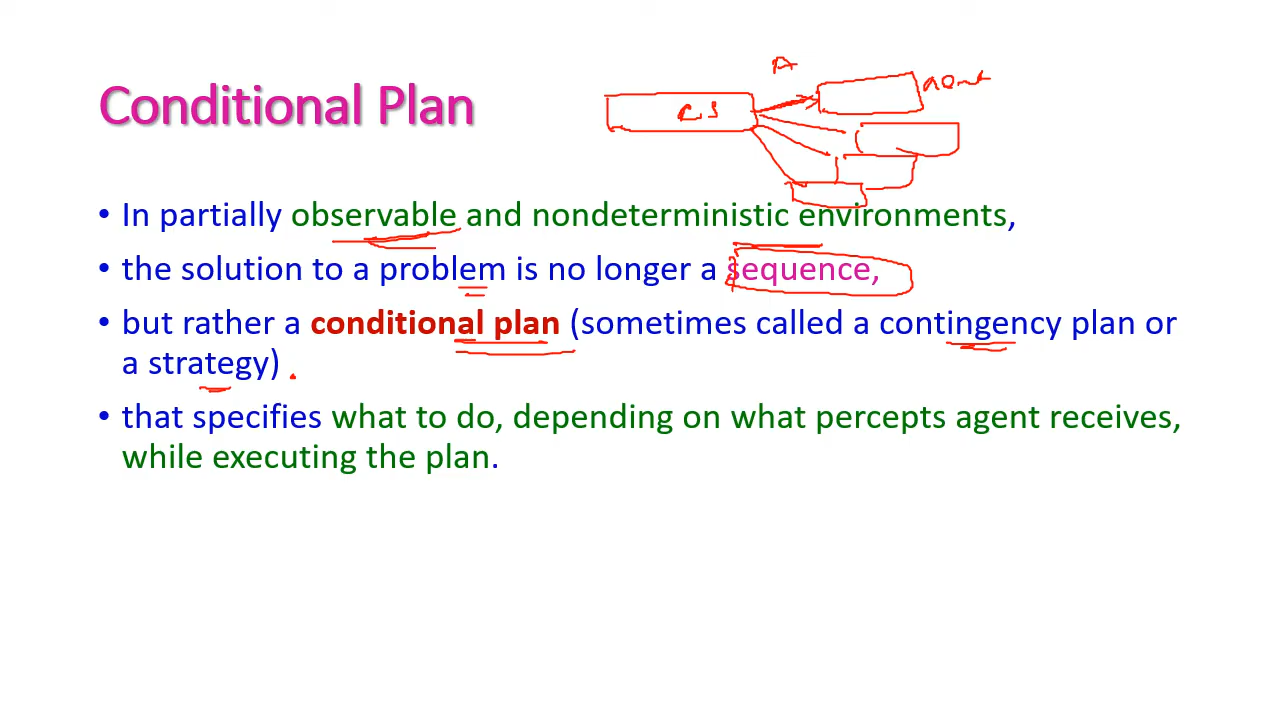 A
Conditional Plan
CS
• In partially observable and nondeterministic environments,
• the solution to a problem is no longer a sequence,
• but rather a conditional plan (sometimes called a contingency plan or
a strategy)
• that specifies what to do, depending on what percepts agent receives,
while executing the plan.